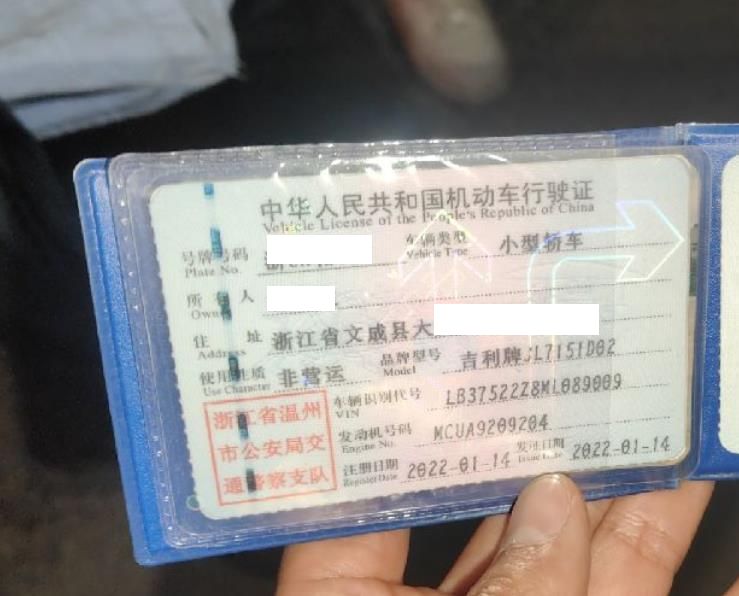 中华人民共和国机动车行驶证
Vehicle License of the People's Republic of China
号牌号码 浙 车辆类型 小型轿车
Plate No. Vehicle Type
所有人
Owner
住址 浙江省文成县大
Address
使用性质 非营运 品牌型号 吉利牌JL7151D02
Use Character Model
浙江省温州
市公安局交
通警察支队
车辆识别代号 LB37522Z8ML089009
VIN
发动机号码 MCUA9209204
Engine No.
注册日期 2022-01-14 发证日期 2022-01-14
Register Date Issue Date